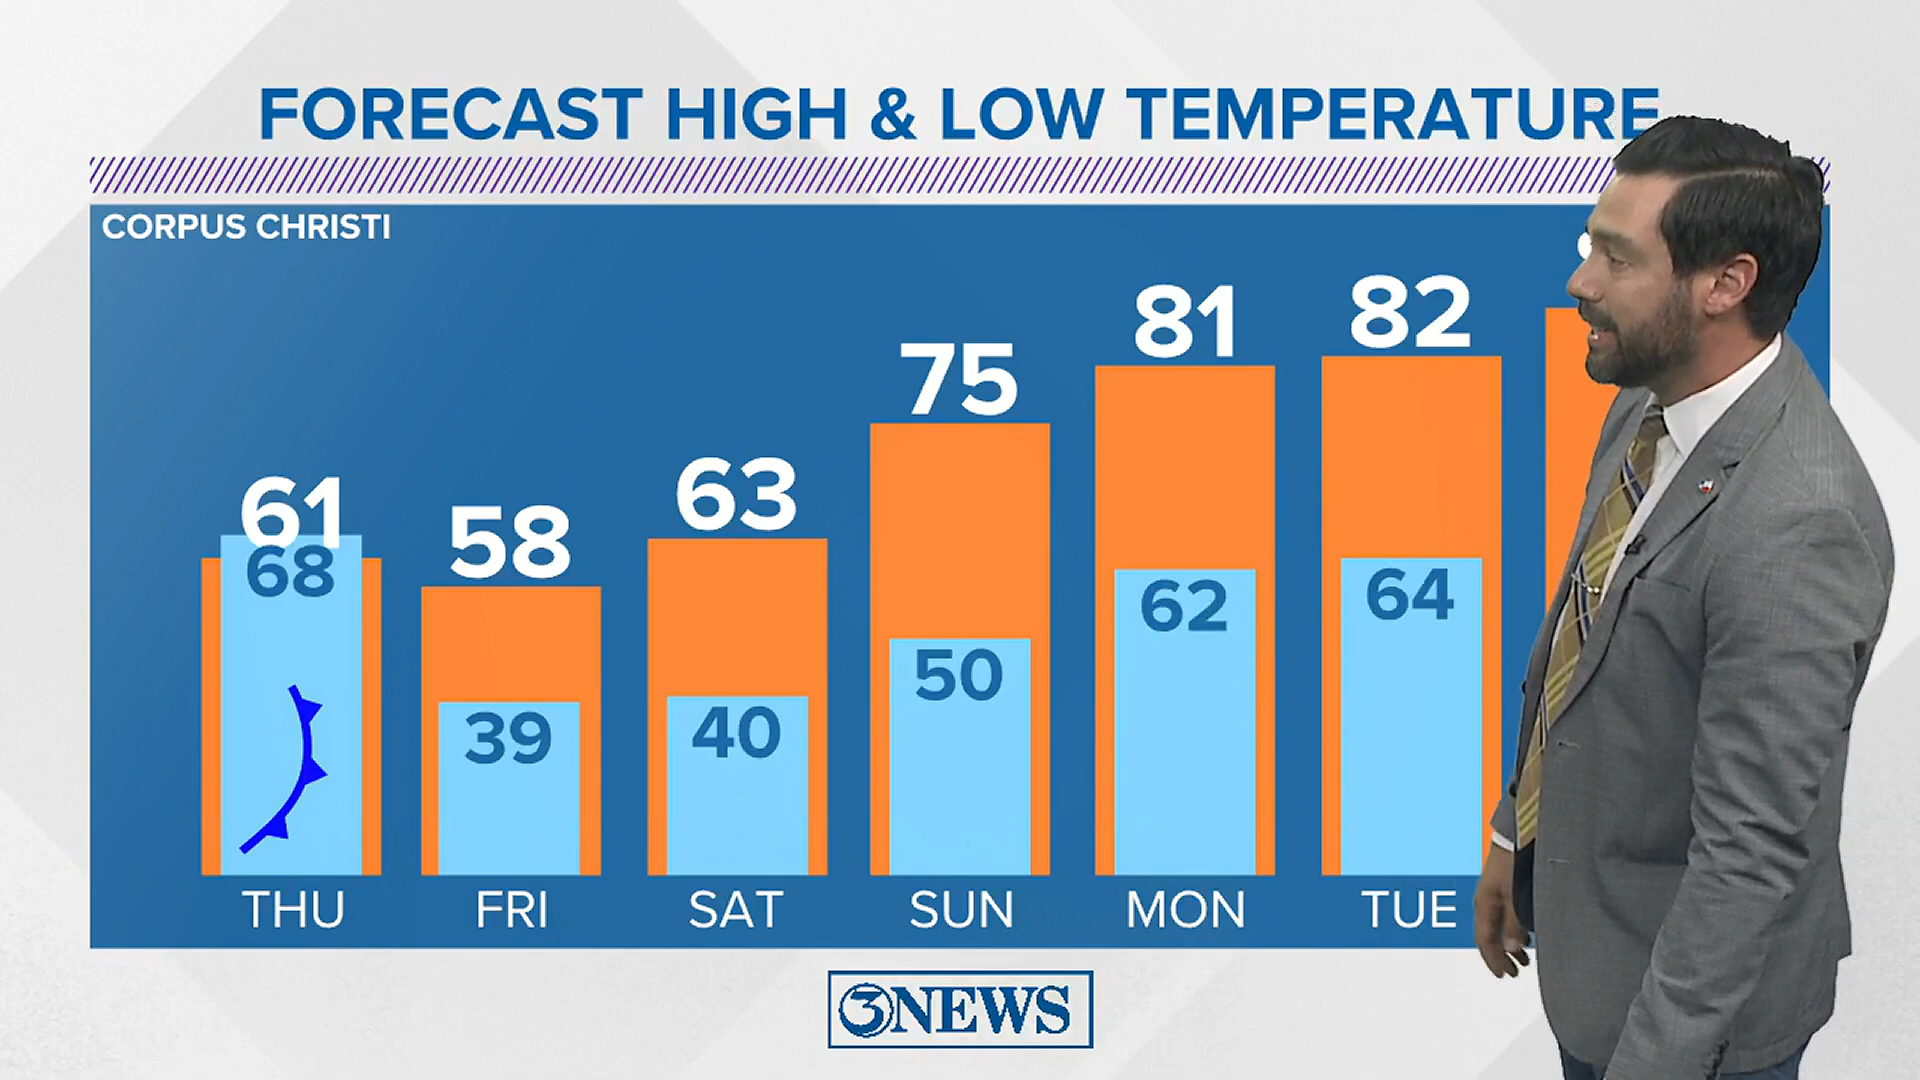 FORECAST HIGH & LOW TEMPERATURE
CORPUS CHRISTI
61 58 63 75 81 82
68 39 40 50 62 64
THU FRI SAT SUN MON TUE
3NEWS